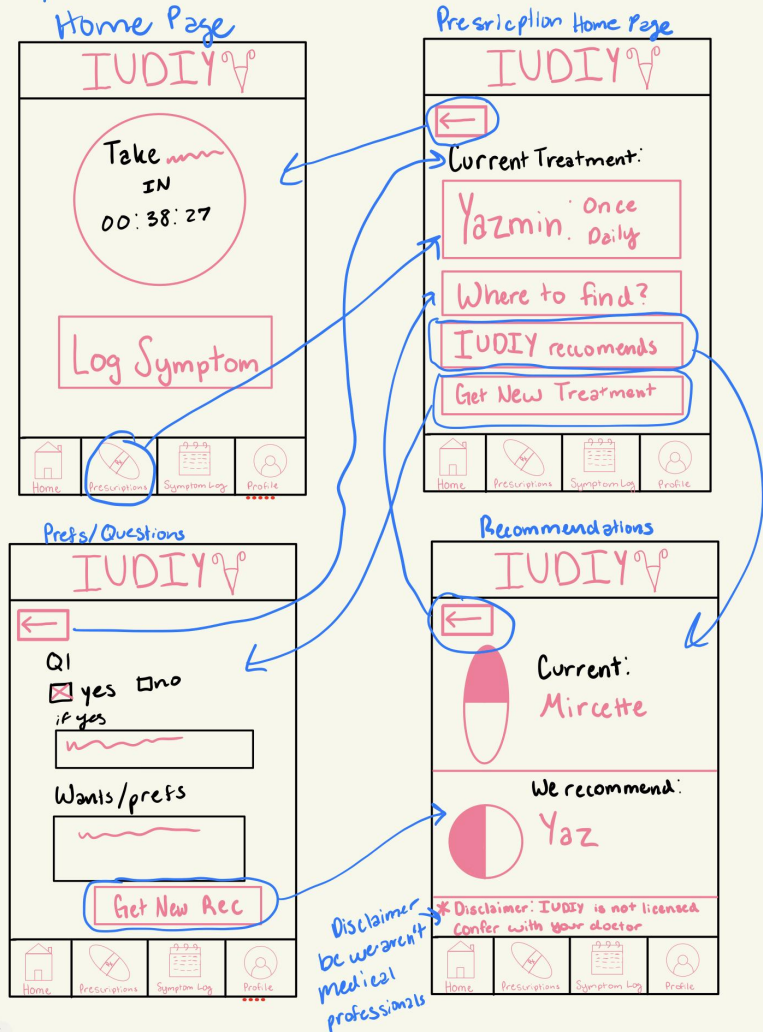 Home Page
IUDIY
Take
IN
00:38:27
Log Symptom
Home
Prescriptions
Symptom Log
Profile
Presricption Home Page
IUDIY
←
Current Treatment:
Yazmin: Once
Daily
Where to find?
IUDIY recomends
Get New Treatment
Home
Prescriptions
Symptom Log
Profile
Prefs/Questions
IUDIY
←
Q1
yes no
if yes
Wants/prefs
Get New Rec
Home
Prescriptions
Symptom Log
Profile
Recommendations
IUDIY
←
Current:
Mircette
We recommend:
Yaz
* Disclaimer: IUDIY is not licensed
confer with your doctor
Home
Prescriptions
Symptom Log
Profile
Disclaimer
bc we aren't
medical
professionals